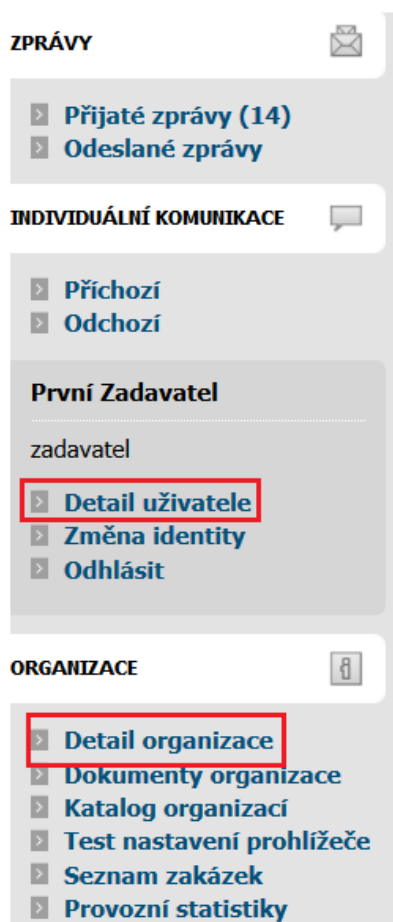 ZPRÁVY
Přijaté zprávy (14)
Odeslané zprávy
INDIVIDUÁLNÍ KOMUNIKACE
Příchozí
Odchozí
První Zadavatel
zadavatel
Detail uživatele
Změna identity
Odhlásit
ORGANIZACE
Detail organizace
Dokumenty organizace
Katalog organizací
Test nastavení prohlížeče
Seznam zakázek
Provozní statistiky